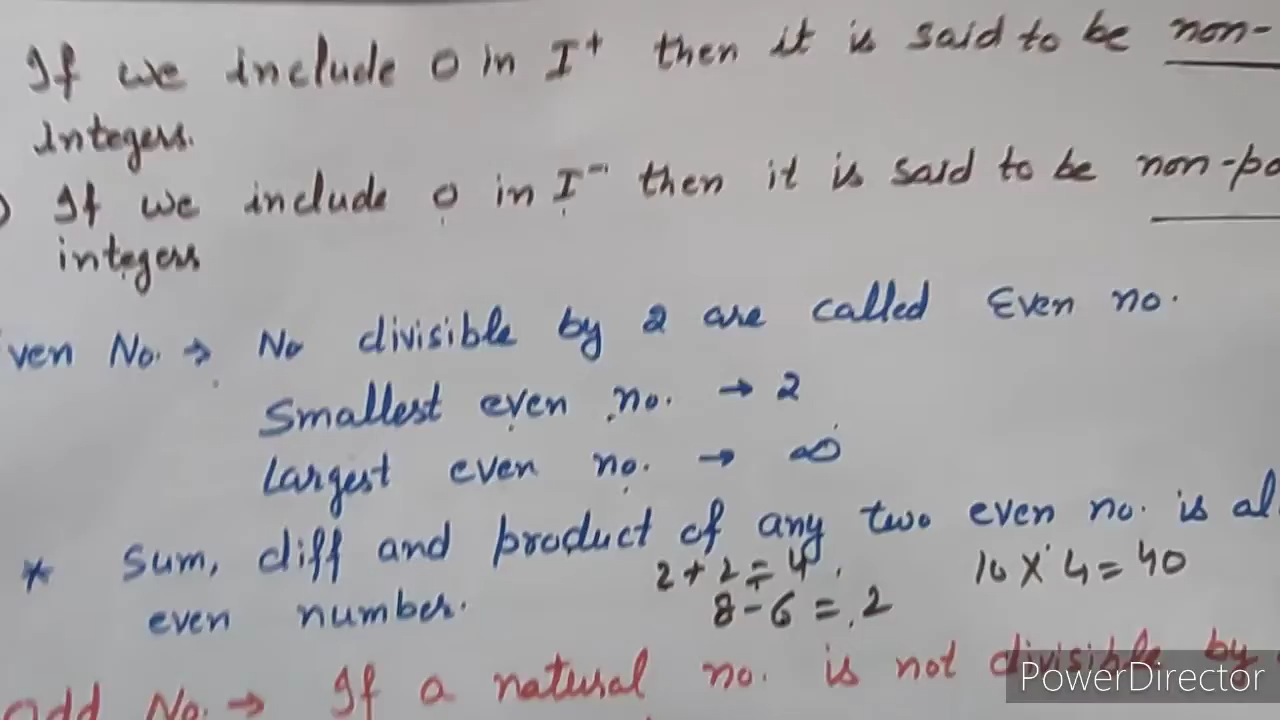 If we include 0 in I+ then it is said to be non-
integers.
If we include 0 in I- then it is said to be non-po
integers
ven No. → No divisible by 2 are called Even no.
Smallest even no. → 2
Largest even no. → ∞
* Sum, diff and product of any two even no. is al
2+2=4. 10×4=40
even number. 8-6=2
odd No. → If a natural no. is not divisible by
PowerDirector